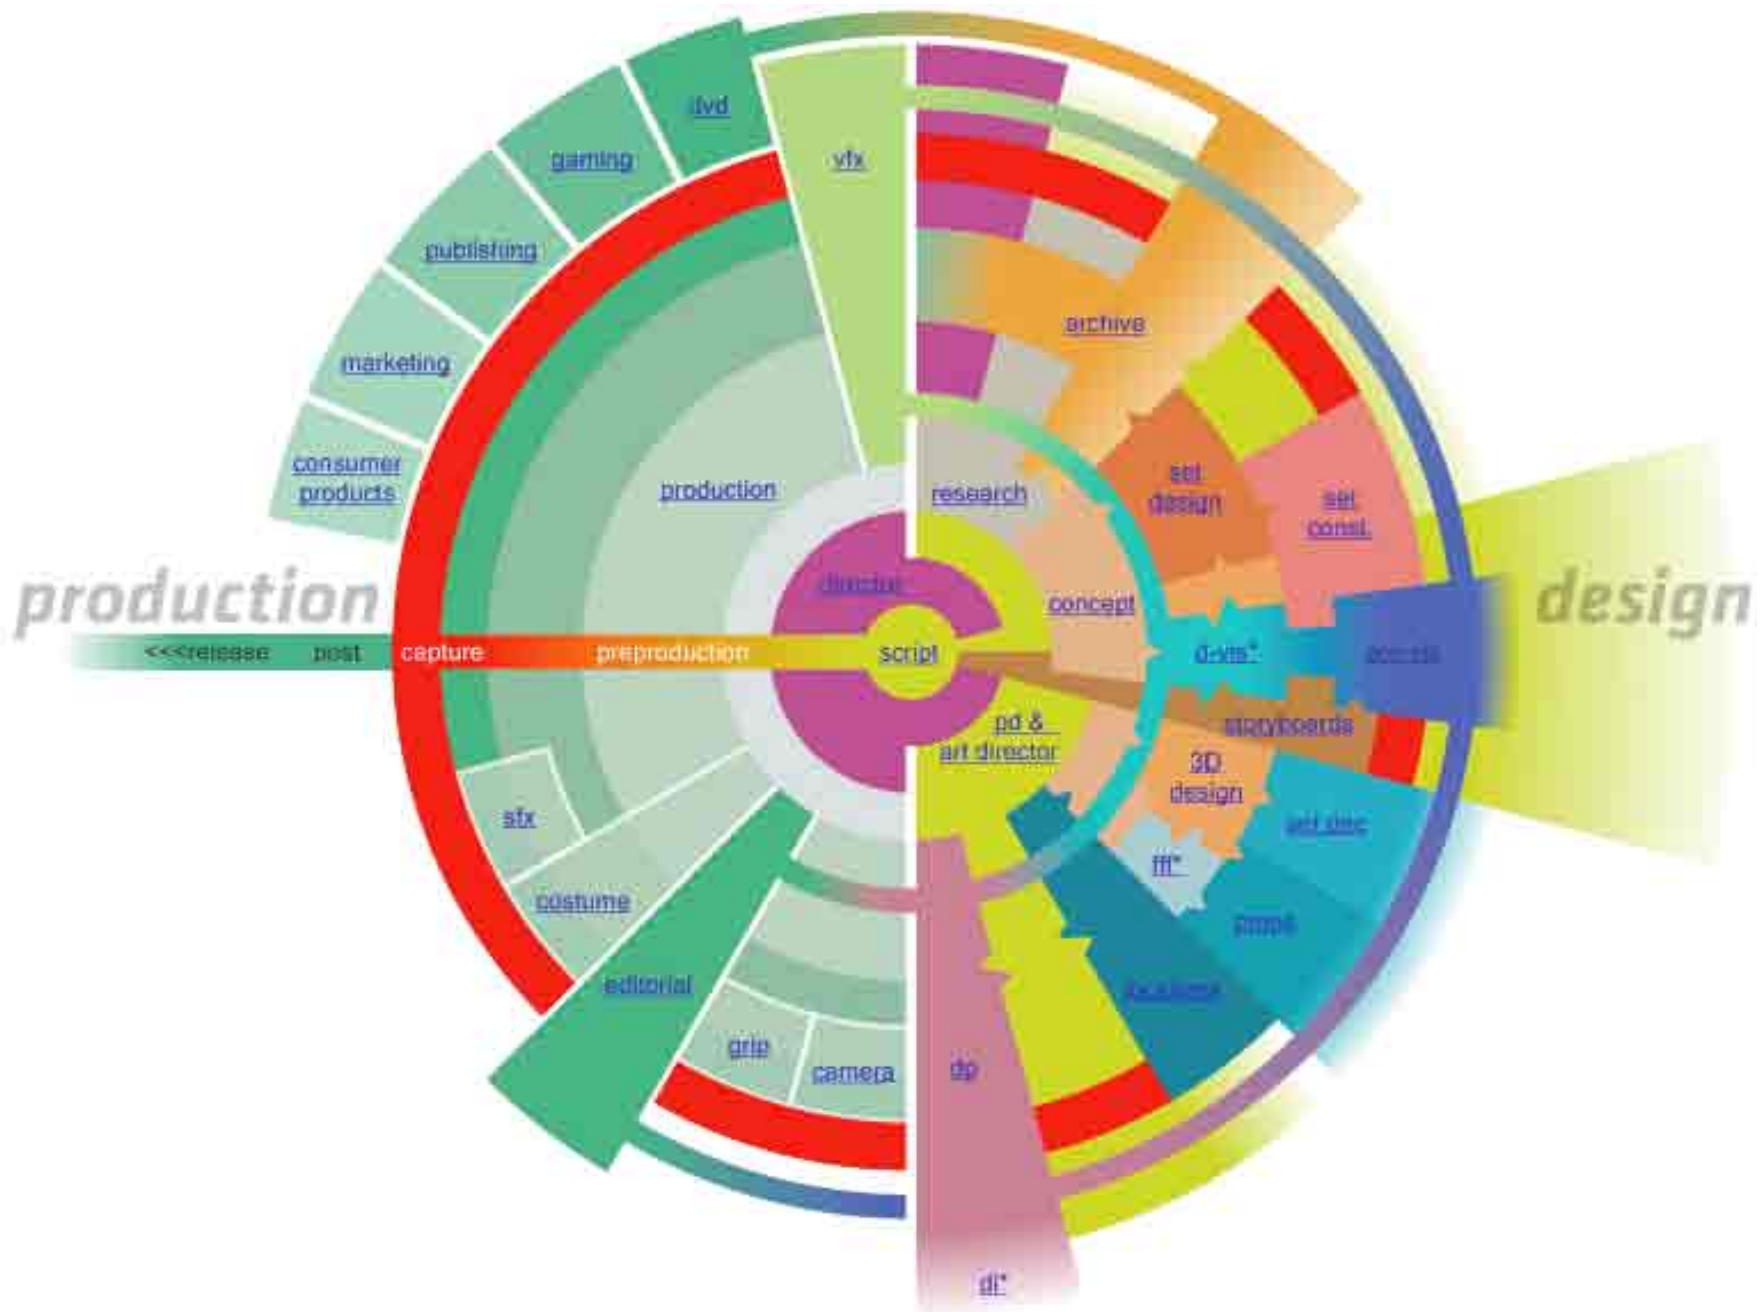 dvd
vfx
gaming
publishing
archive
marketing
consumer
products
production
research
set
design
set
const.
production
director
concept
design
<<<release post capture preproduction script
d-vis*
storyboards
pd &
art director
3D
design
sfx
set dec
fff*
costume
props
editorial
locations
grip
camera
dp
di*